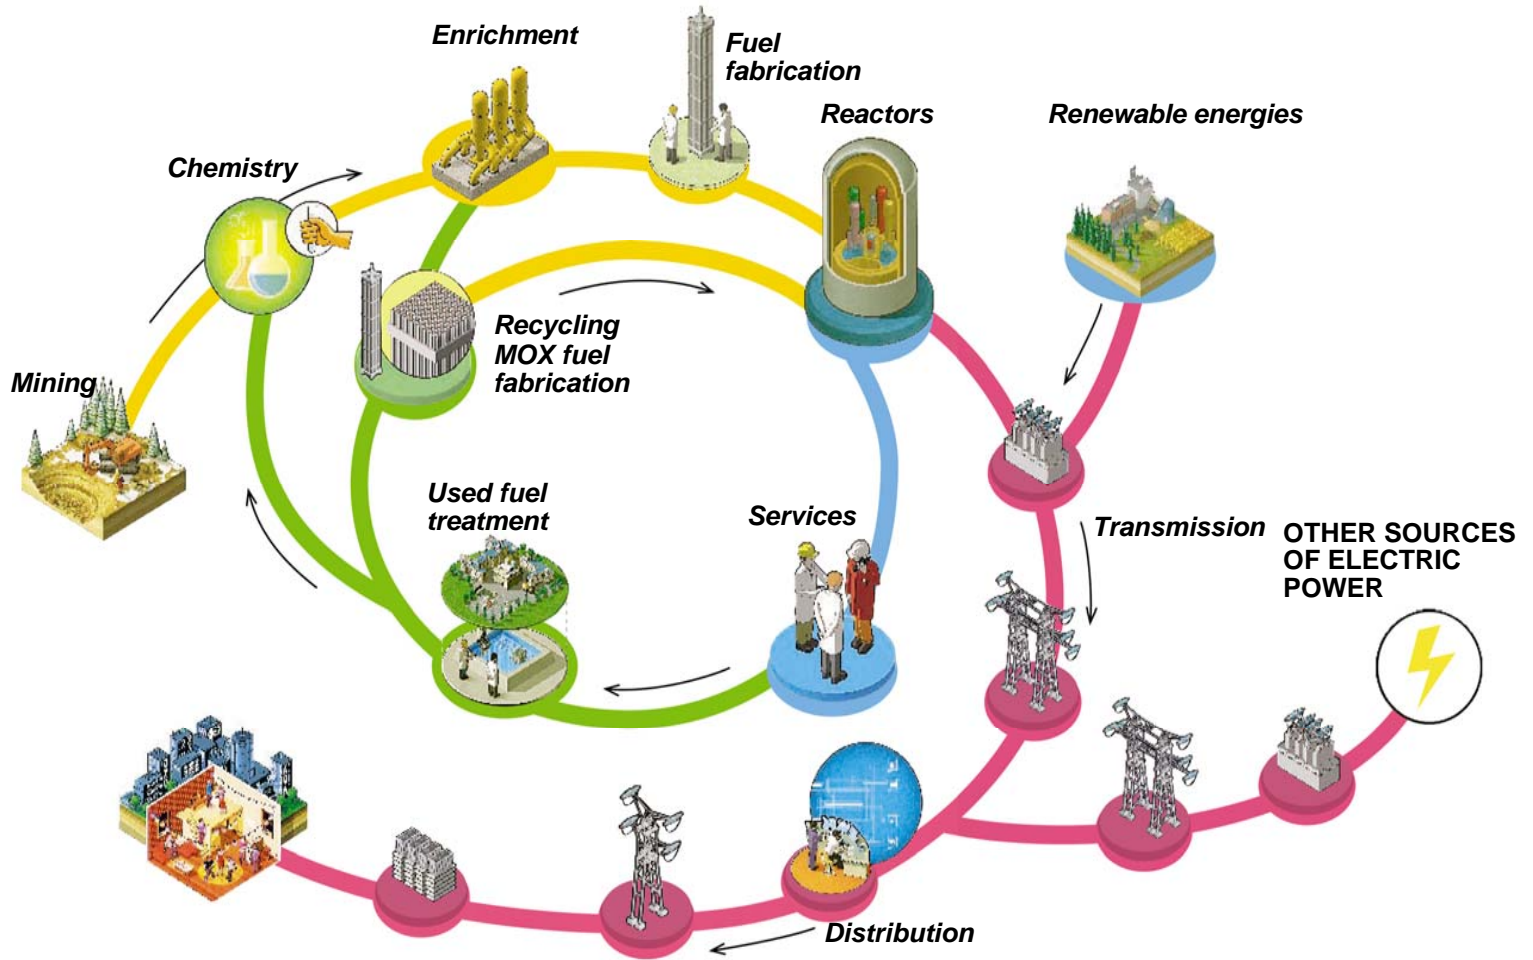 Enrichment
Fuel
fabrication
Reactors
Renewable energies
Chemistry
Recycling
MOX fuel
fabrication
Mining
Used fuel
treatment
Services
Transmission
OTHER SOURCES
OF ELECTRIC
POWER
Distribution